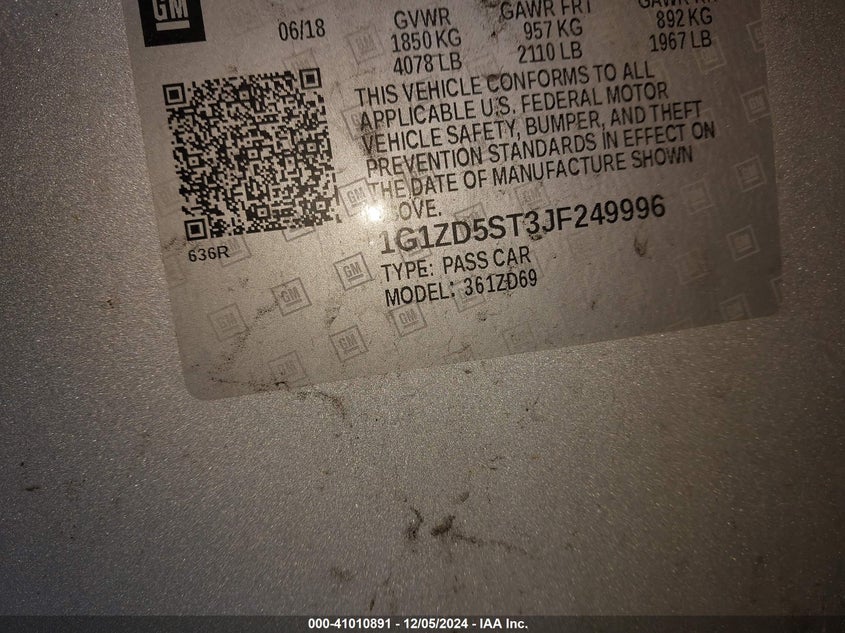 GM
06/18
GVWR
1850 KG
4078 LB
GAWR FRT
957 KG
2110 LB
GAWR RR
892 KG
1967 LB
THIS VEHICLE CONFORMS TO ALL
APPLICABLE U.S. FEDERAL MOTOR
VEHICLE SAFETY, BUMPER, AND THEFT
PREVENTION STANDARDS IN EFFECT ON
THE DATE OF MANUFACTURE SHOWN
ABOVE.
636R
1G1ZD5ST3JF249996
TYPE: PASS CAR
MODEL: 361ZD69
000-41010891 - 12/05/2024 - IAA Inc.